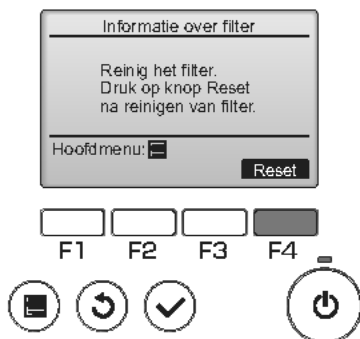 Informatie over filter
Reinig het filter.
Druk op knop Reset
na reinigen van filter.
Hoofdmenu:
Reset
F1 F2 F3 F4